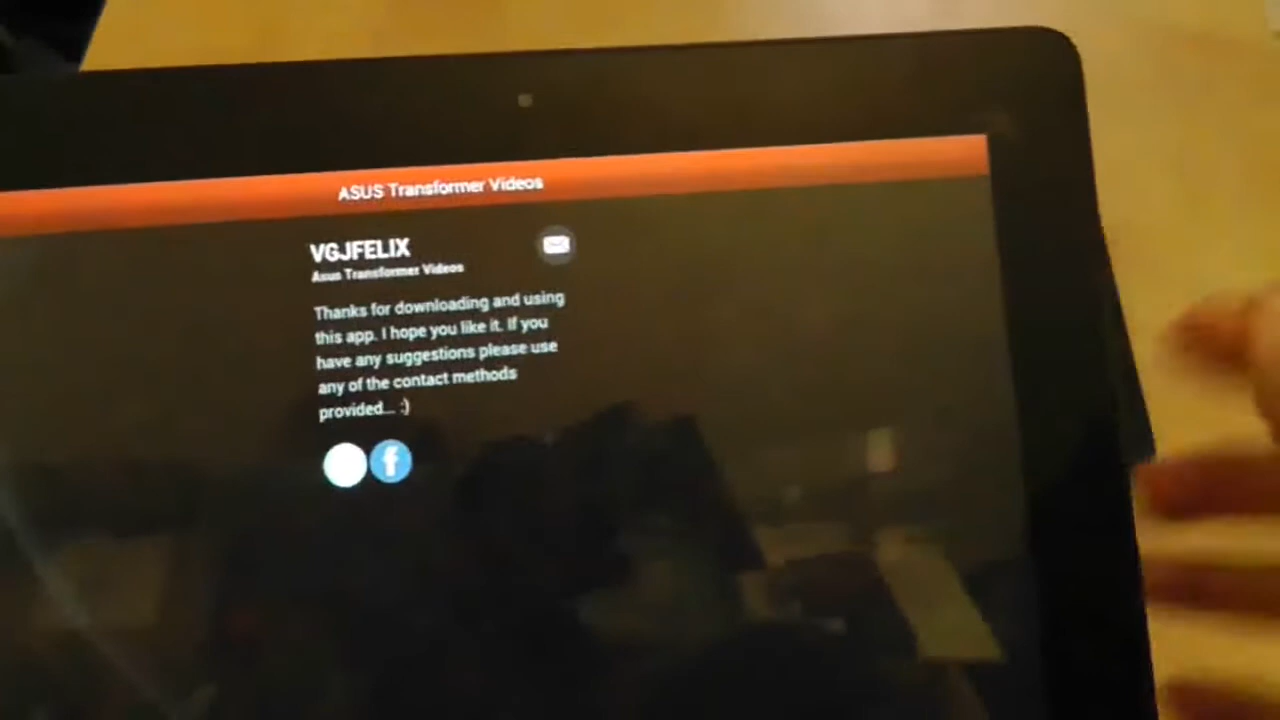 ASUS Transformer Videos
VGJFELIX
Asus Transformer Videos
Thanks for downloading and using
this app. I hope you like it. If you
have any suggestions please use
any of the contact methods
provided... :)
f